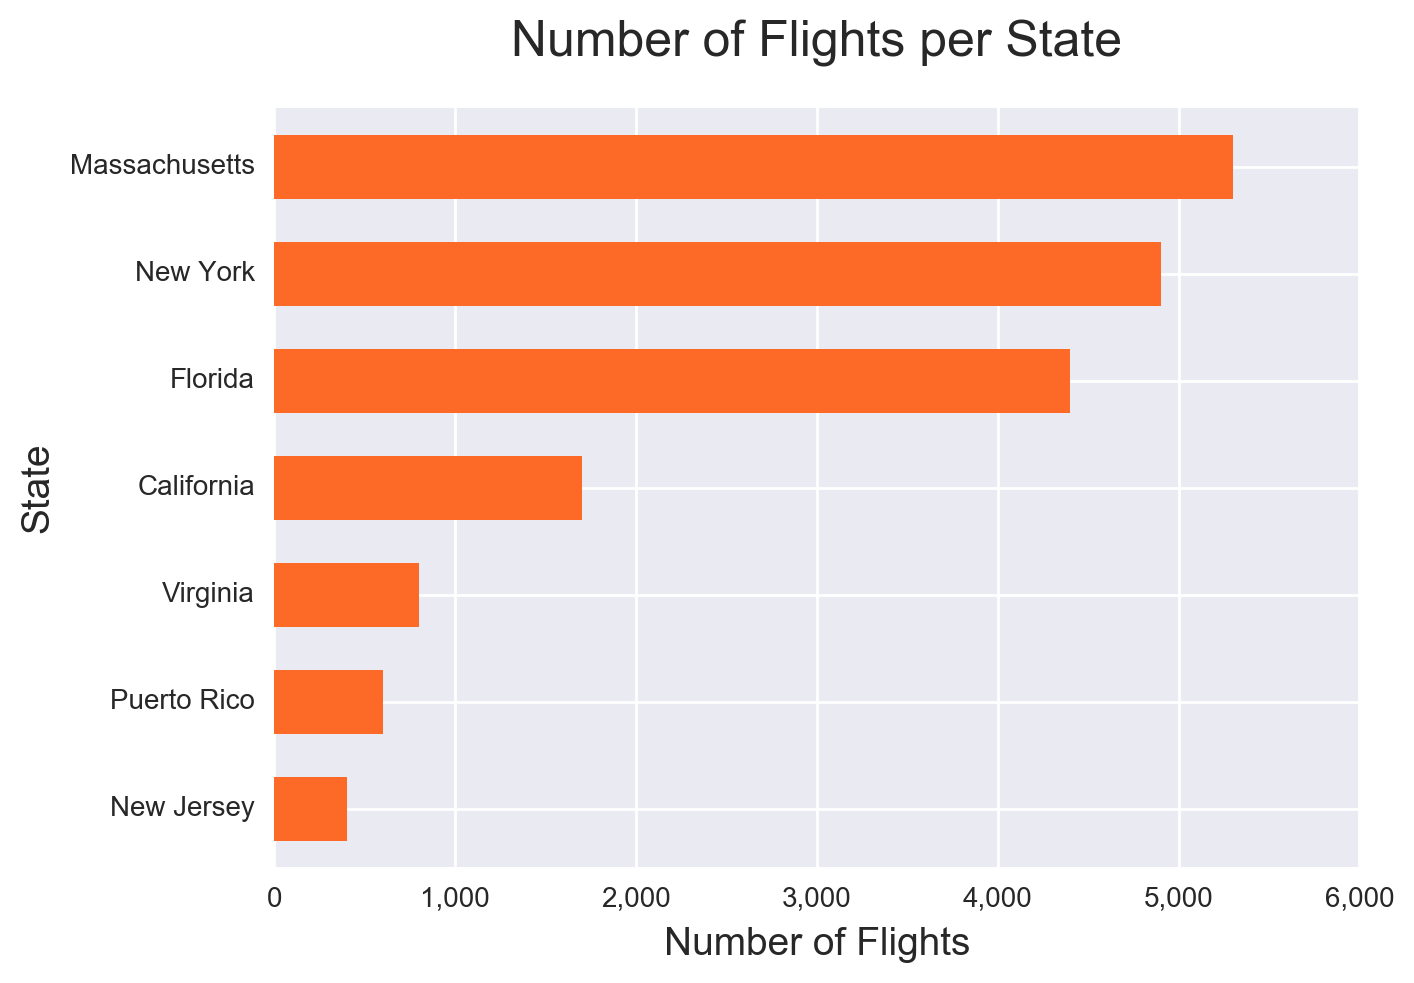 Number of Flights per State
Massachusetts
New York
Florida
California
Virginia
Puerto Rico
New Jersey
State
0 1,000 2,000 3,000 4,000 5,000 6,000
Number of Flights